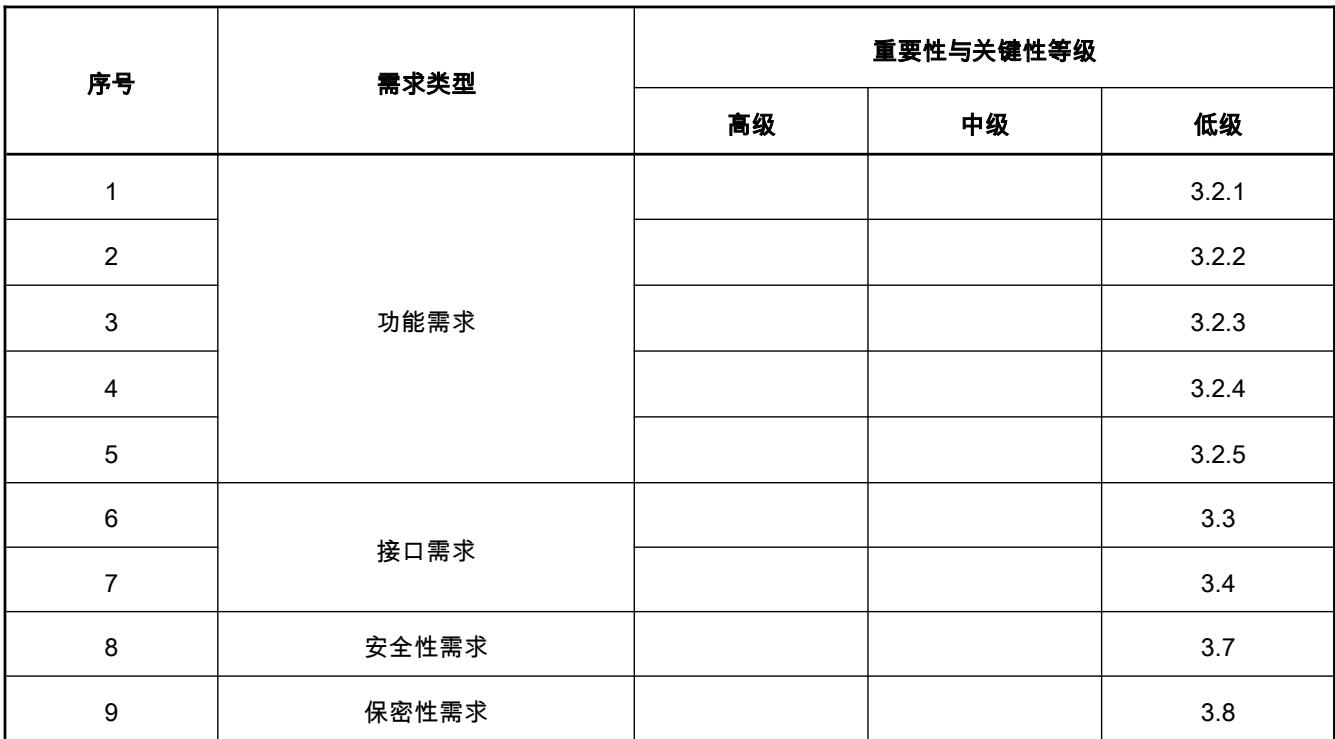 序号 需求类型 重要性与关键性等级
高级 中级 低级
1 功能需求 3.2.1
2 3.2.2
3 3.2.3
4 3.2.4
5 3.2.5
6 接口需求 3.3
7 3.4
8 安全性需求 3.7
9 保密性需求 3.8